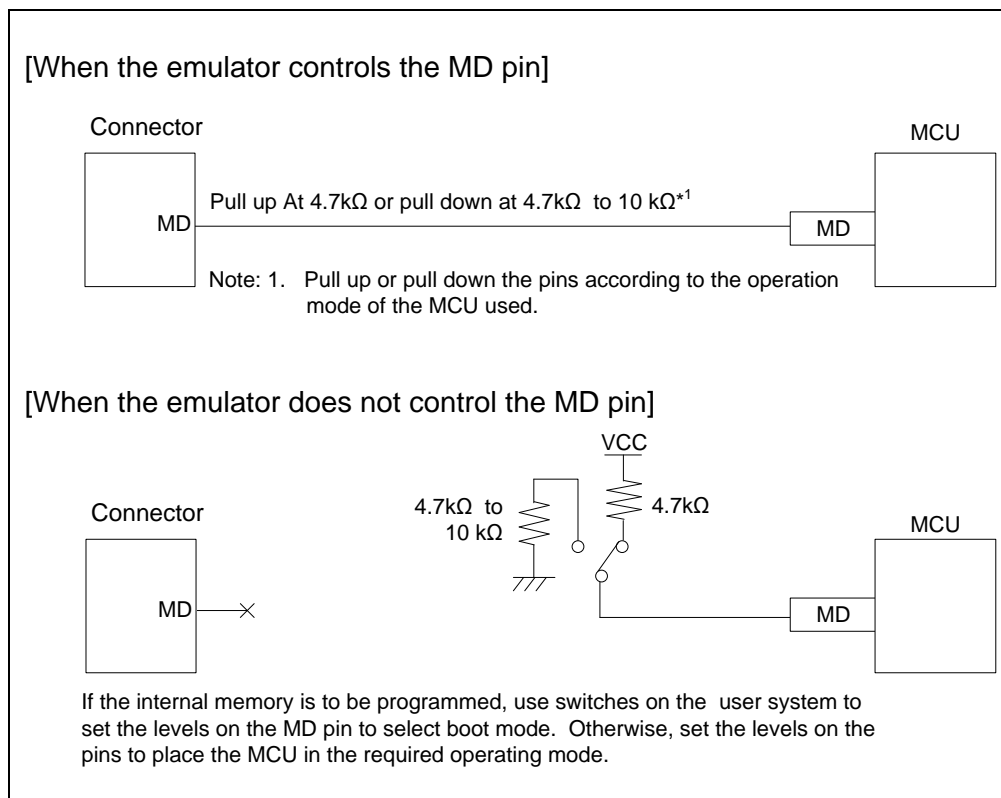 [When the emulator controls the MD pin]
Connector
MCU
Pull up At 4.7kΩ or pull down at 4.7kΩ to 10 kΩ*1
MD
MD
Note: 1. Pull up or pull down the pins according to the operation
mode of the MCU used.
[When the emulator does not control the MD pin]
VCC
4.7kΩ to
10 kΩ
4.7kΩ
Connector
MCU
MD
MD
If the internal memory is to be programmed, use switches on the user system to
set the levels on the MD pin to select boot mode. Otherwise, set the levels on the
pins to place the MCU in the required operating mode.